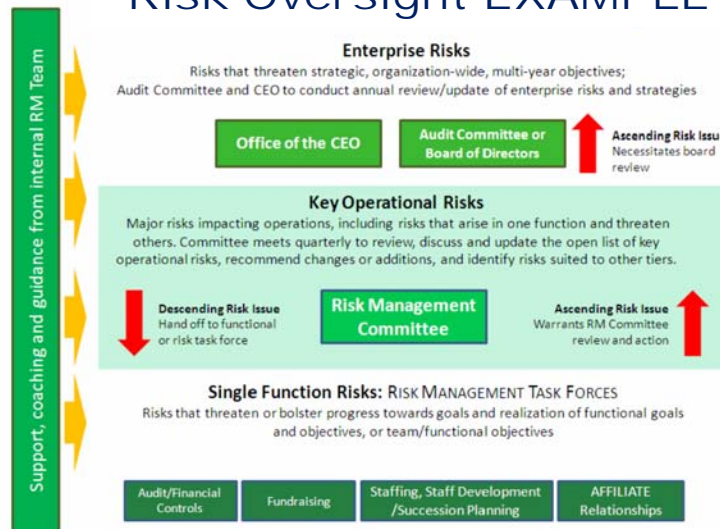 Risk Oversight EXAMPLE
Support, coaching and guidance from internal RM Team
Enterprise Risks
Risks that threaten strategic, organization-wide, multi-year objectives;
Audit Committee and CEO to conduct annual review/update of enterprise risks and strategies
Office of the CEO
Audit Committee or
Board of Directors
Ascending Risk Issu
Necessitates board
review
Key Operational Risks
Major risks impacting operations, including risks that arise in one function and threaten
others. Committee meets quarterly to review, discuss and update the open list of key
operational risks, recommend changes or additions, and identify risks suited to other tiers.
Descending Risk Issue
Hand off to functional
or risk task force
Risk Management
Committee
Ascending Risk Issue
Warrants RM Committee
review and action
Single Function Risks: RISK MANAGEMENT TASK FORCES
Risks that threaten or bolster progress towards goals and realization of functional goals
and objectives, or team/functional objectives
Audit/Financial
Controls
Fundraising
Staffing, Staff Development
/Succession Planning
AFFILIATE
Relationships